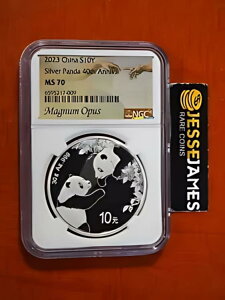 2023 China S10Y
Silver Panda 40th Anniv.
MS 70
6595217-009
Magnum Opus
NGC
30g Ag 999
10元
JESSE JAMES
RARE COINS